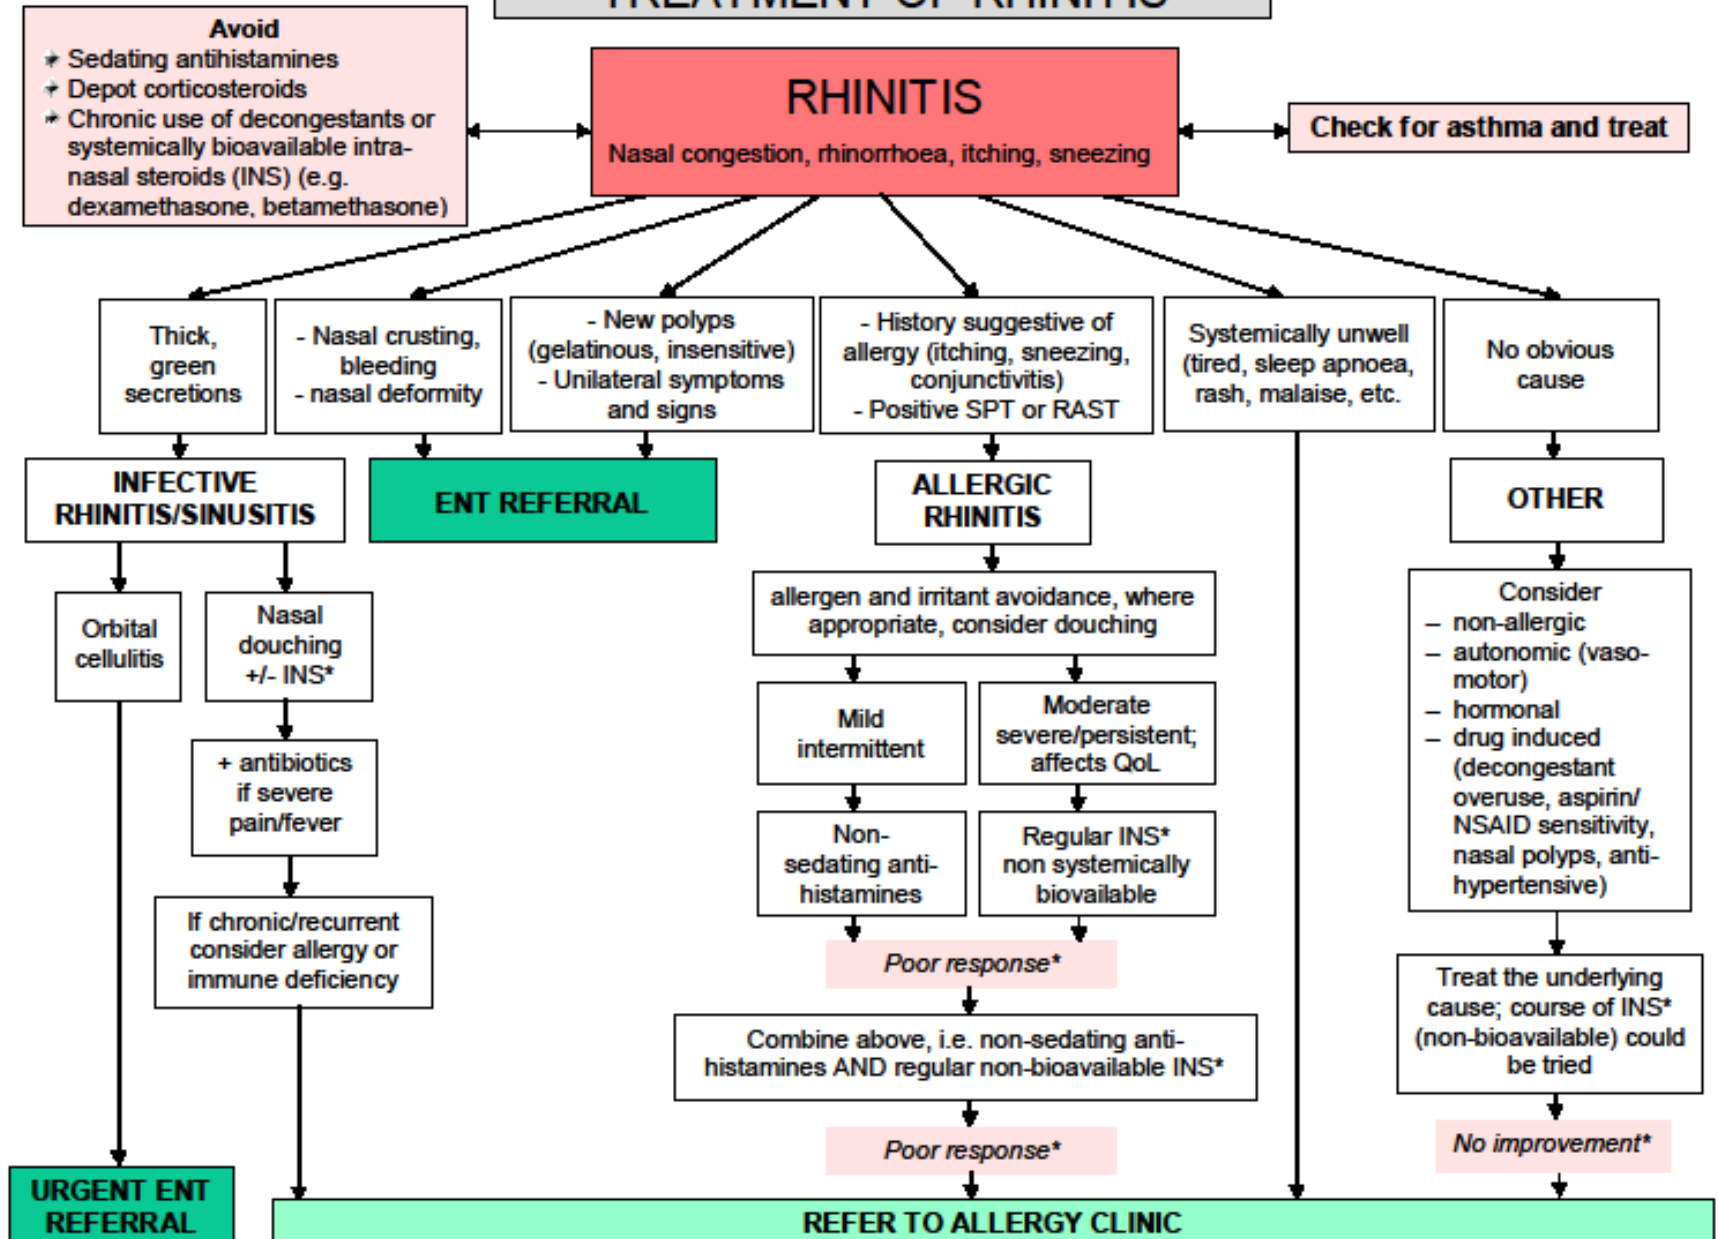 TREATMENT OF RHINITIS
Avoid
Sedating antihistamines
Depot corticosteroids
Chronic use of decongestants or
systemically bioavailable intra-
nasal steroids (INS) (e.g.
dexamethasone, betamethasone)
RHINITIS
Nasal congestion, rhinorrhoea, itching, sneezing
Check for asthma and treat
Thick,
green
secretions
- Nasal crusting,
bleeding
- nasal deformity
- New polyps
(gelatinous, insensitive)
- Unilateral symptoms
and signs
- History suggestive of
allergy (itching, sneezing,
conjunctivitis)
- Positive SPT or RAST
Systemically unwell
(tired, sleep apnoea,
rash, malaise, etc.
No obvious
cause
INFECTIVE
RHINITIS/SINUSITIS
ENT REFERRAL
ALLERGIC
RHINITIS
OTHER
Orbital
cellulitis
Nasal
douching
+/- INS*
+ antibiotics
if severe
pain/fever
If chronic/recurrent
consider allergy or
immune deficiency
allergen and irritant avoidance, where
appropriate, consider douching
Mild
intermittent
Moderate
severe/persistent;
affects QoL
Non-
sedating anti-
histamines
Regular INS*
non systemically
biovailable
Poor response*
Combine above, i.e. non-sedating anti-
histamines AND regular non-bioavailable INS*
Poor response*
Consider
– non-allergic
– autonomic (vaso-
motor)
– hormonal
– drug induced
(decongestant
overuse, aspirin/
NSAID sensitivity,
nasal polyps, anti-
hypertensive)
Treat the underlying
cause; course of INS*
(non-bioavailable) could
be tried
No improvement*
URGENT ENT
REFERRAL
REFER TO ALLERGY CLINIC